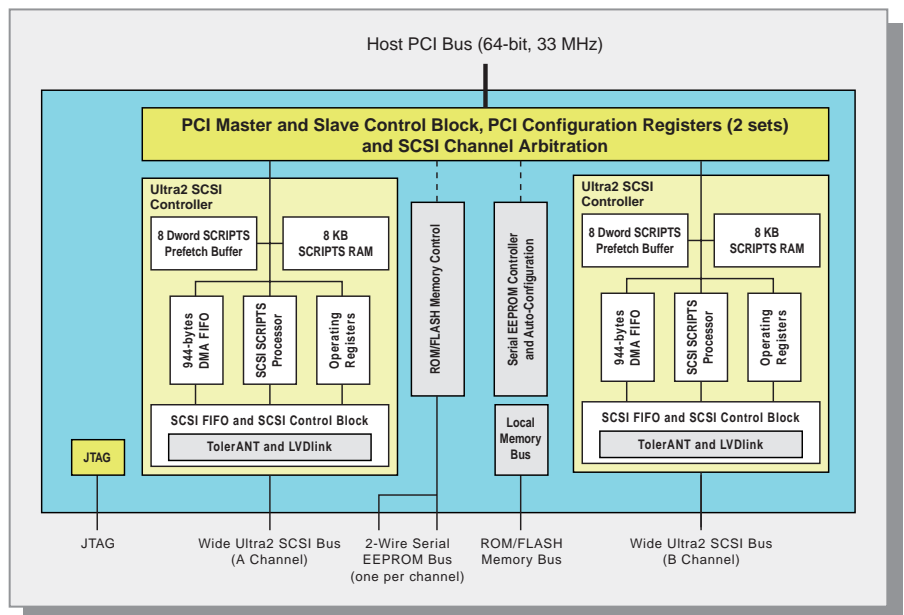 Host PCI Bus (64-bit, 33 MHz)
PCI Master and Slave Control Block, PCI Configuration Registers (2 sets)
and SCSI Channel Arbitration
Ultra2 SCSI
Controller
8 Dword SCRIPTS
Prefetch Buffer
8 KB
SCRIPTS RAM
944-bytes
DMA FIFO
SCSI SCRIPTS
Processor
Operating
Registers
SCSI FIFO and SCSI Control Block
TolerANT and LVDlink
ROM/FLASH Memory Control
Serial EEPROM Controller
and Auto-Configuration
Local
Memory
Bus
Ultra2 SCSI
Controller
8 Dword SCRIPTS
Prefetch Buffer
8 KB
SCRIPTS RAM
944-bytes
DMA FIFO
SCSI SCRIPTS
Processor
Operating
Registers
SCSI FIFO and SCSI Control Block
TolerANT and LVDlink
JTAG
JTAG
Wide Ultra2 SCSI Bus
(A Channel)
2-Wire Serial
EEPROM Bus
(one per channel)
ROM/FLASH
Memory Bus
Wide Ultra2 SCSI Bus
(B Channel)